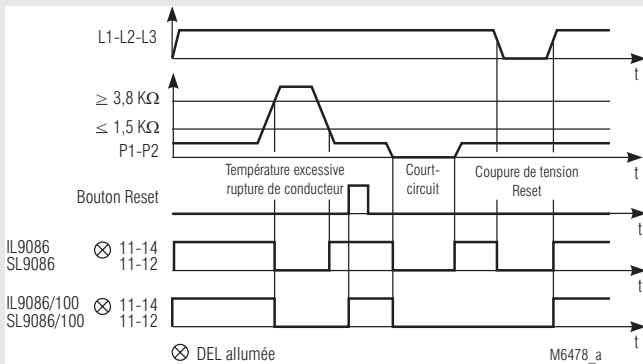 L1-L2-L3
t
≥ 3,8 KΩ
≤ 1,5 KΩ
P1-P2
t
Température excessive
rupture de conducteur
Court-
circuit
Coupure de tension
Reset
Bouton Reset
t
IL9086 ⊗ 11-14
SL9086 11-12
t
IL9086/100 ⊗ 11-14
SL9086/100 11-12
t
⊗ DEL allumée
M6478_a